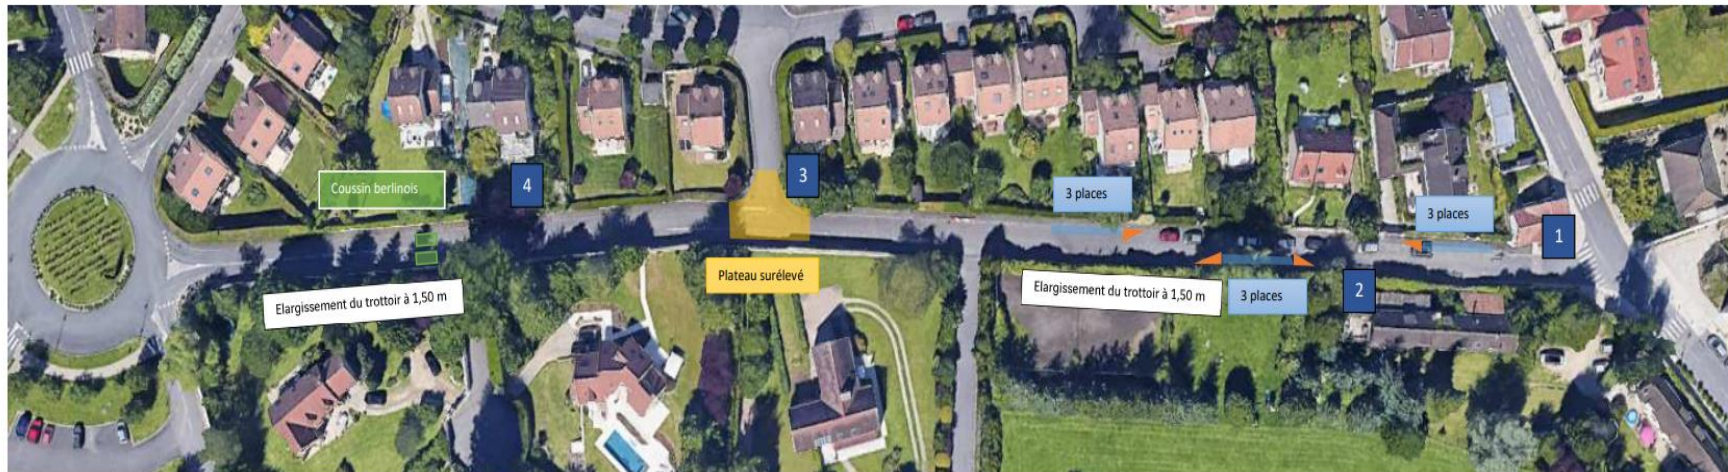 Coussin berlinois
4
3
3 places
3 places
1
Plateau surélevé
Elargissement du trottoir à 1,50 m
Elargissement du trottoir à 1,50 m
3 places
2